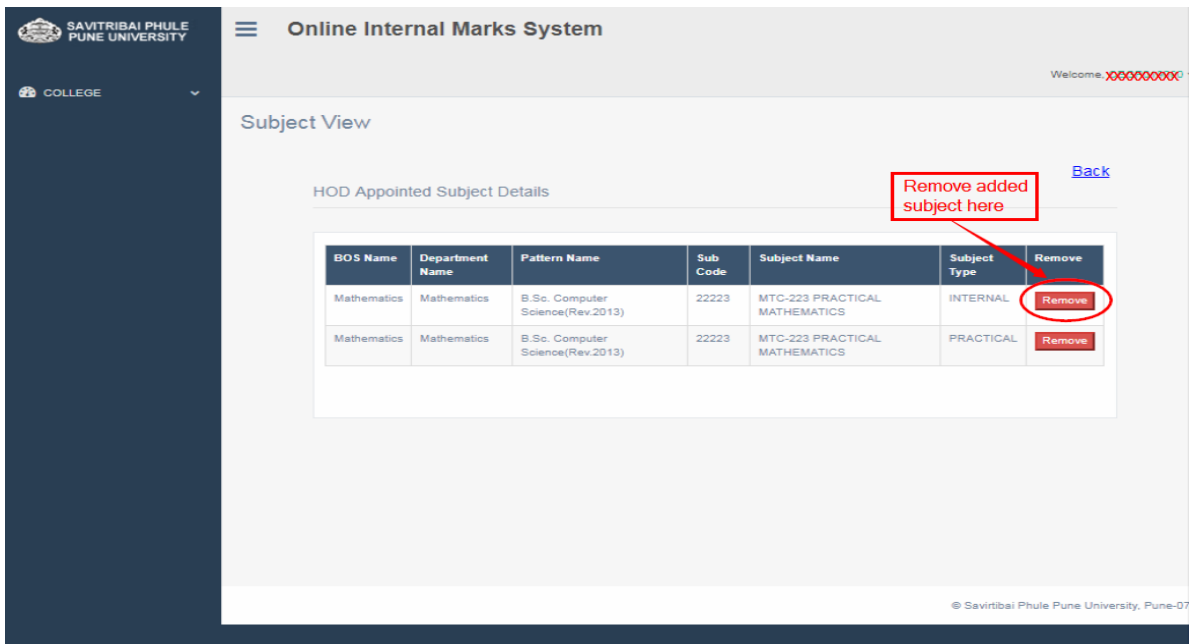 SAVITRIBAI PHULE
PUNE UNIVERSITY
Online Internal Marks System
Welcome,
COLLEGE
Subject View
Back
HOD Appointed Subject Details
Remove added
subject here
BOS Name Department Name Pattern Name Sub Code Subject Name Subject Type Remove
Mathematics Mathematics B.Sc. Computer Science(Rev.2013) 22223 MTC-223 PRACTICAL MATHEMATICS INTERNAL Remove
Mathematics Mathematics B.Sc. Computer Science(Rev.2013) 22223 MTC-223 PRACTICAL MATHEMATICS PRACTICAL Remove
© Savirtibai Phule Pune University, Pune-07